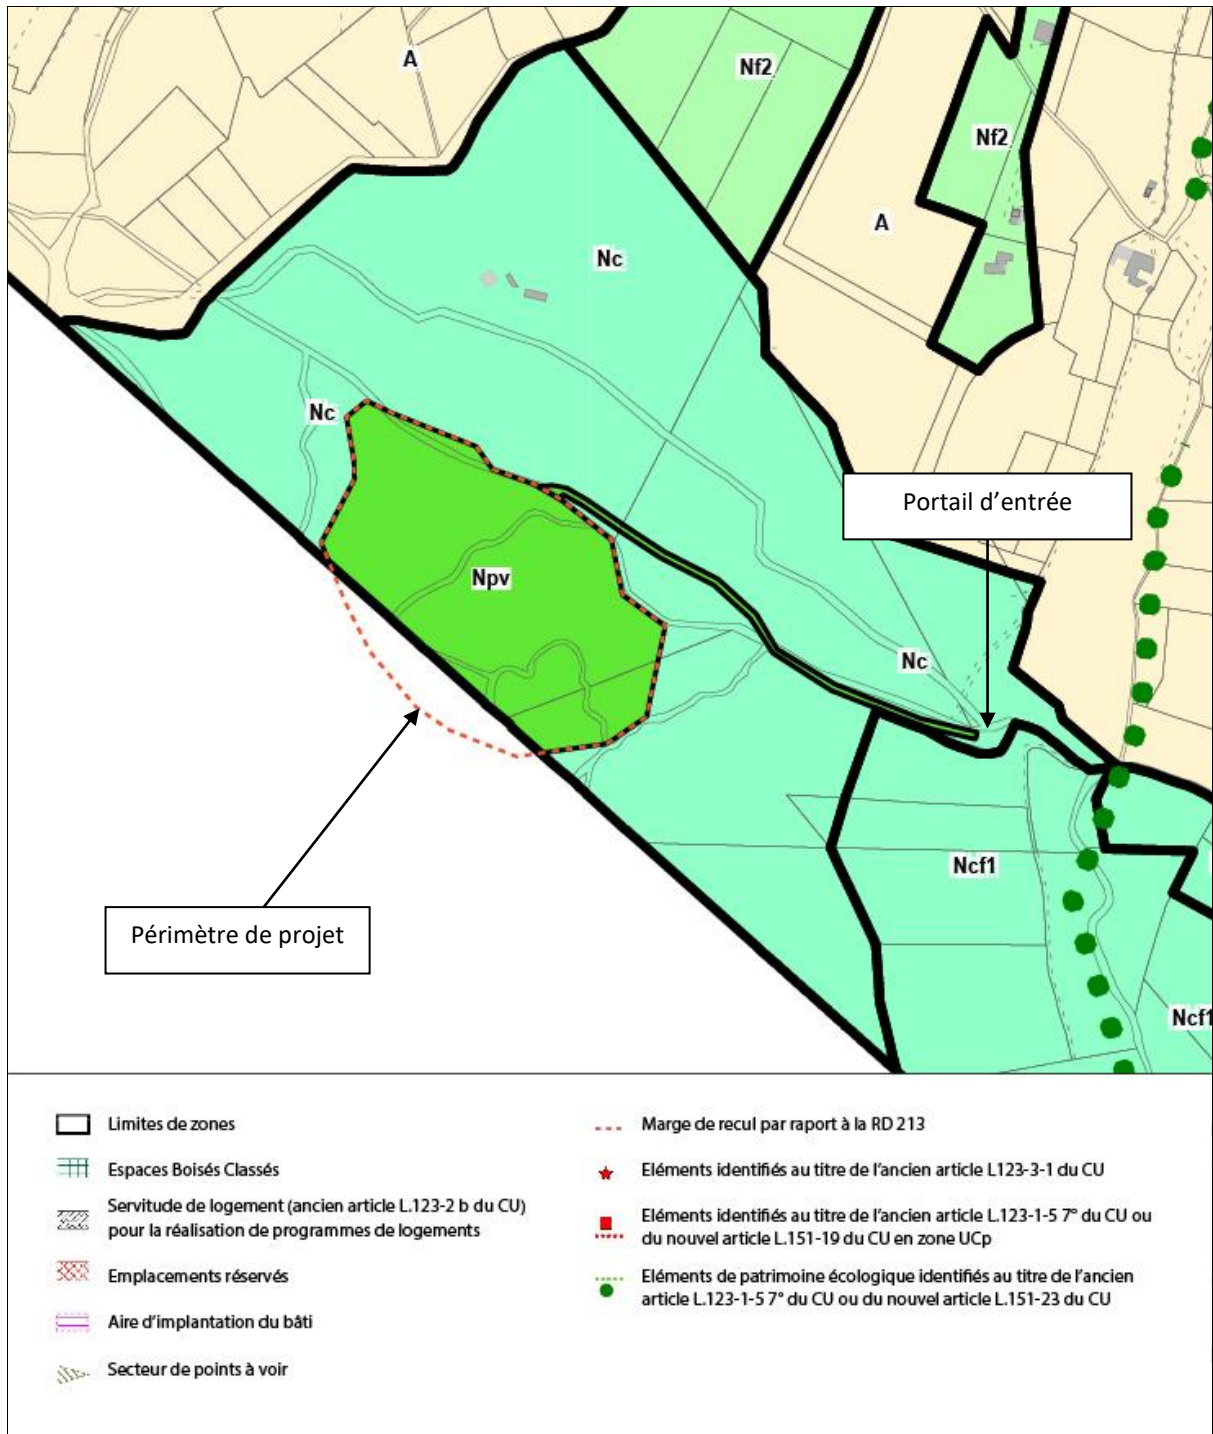 A
Nf2
Nf2
A
Nc
Nc
Portail d’entrée
Npv
Nc
Périmètre de projet
Ncf1
Ncf1
Limites de zones
Espaces Boisés Classés
Servitude de logement (ancien article L.123-2 b du CU)
pour la réalisation de programmes de logements
Emplacements réservés
Aire d'implantation du bâti
Secteur de points à voir
Marge de recul par raport à la RD 213
Eléments identifiés au titre de l'ancien article L123-3-1 du CU
Eléments identifiés au titre de l'ancien article L.123-1-5 7° du CU ou
du nouvel article L.151-19 du CU en zone UCp
Eléments de patrimoine écologique identifiés au titre de l'ancien
article L.123-1-5 7° du CU ou du nouvel article L.151-23 du CU